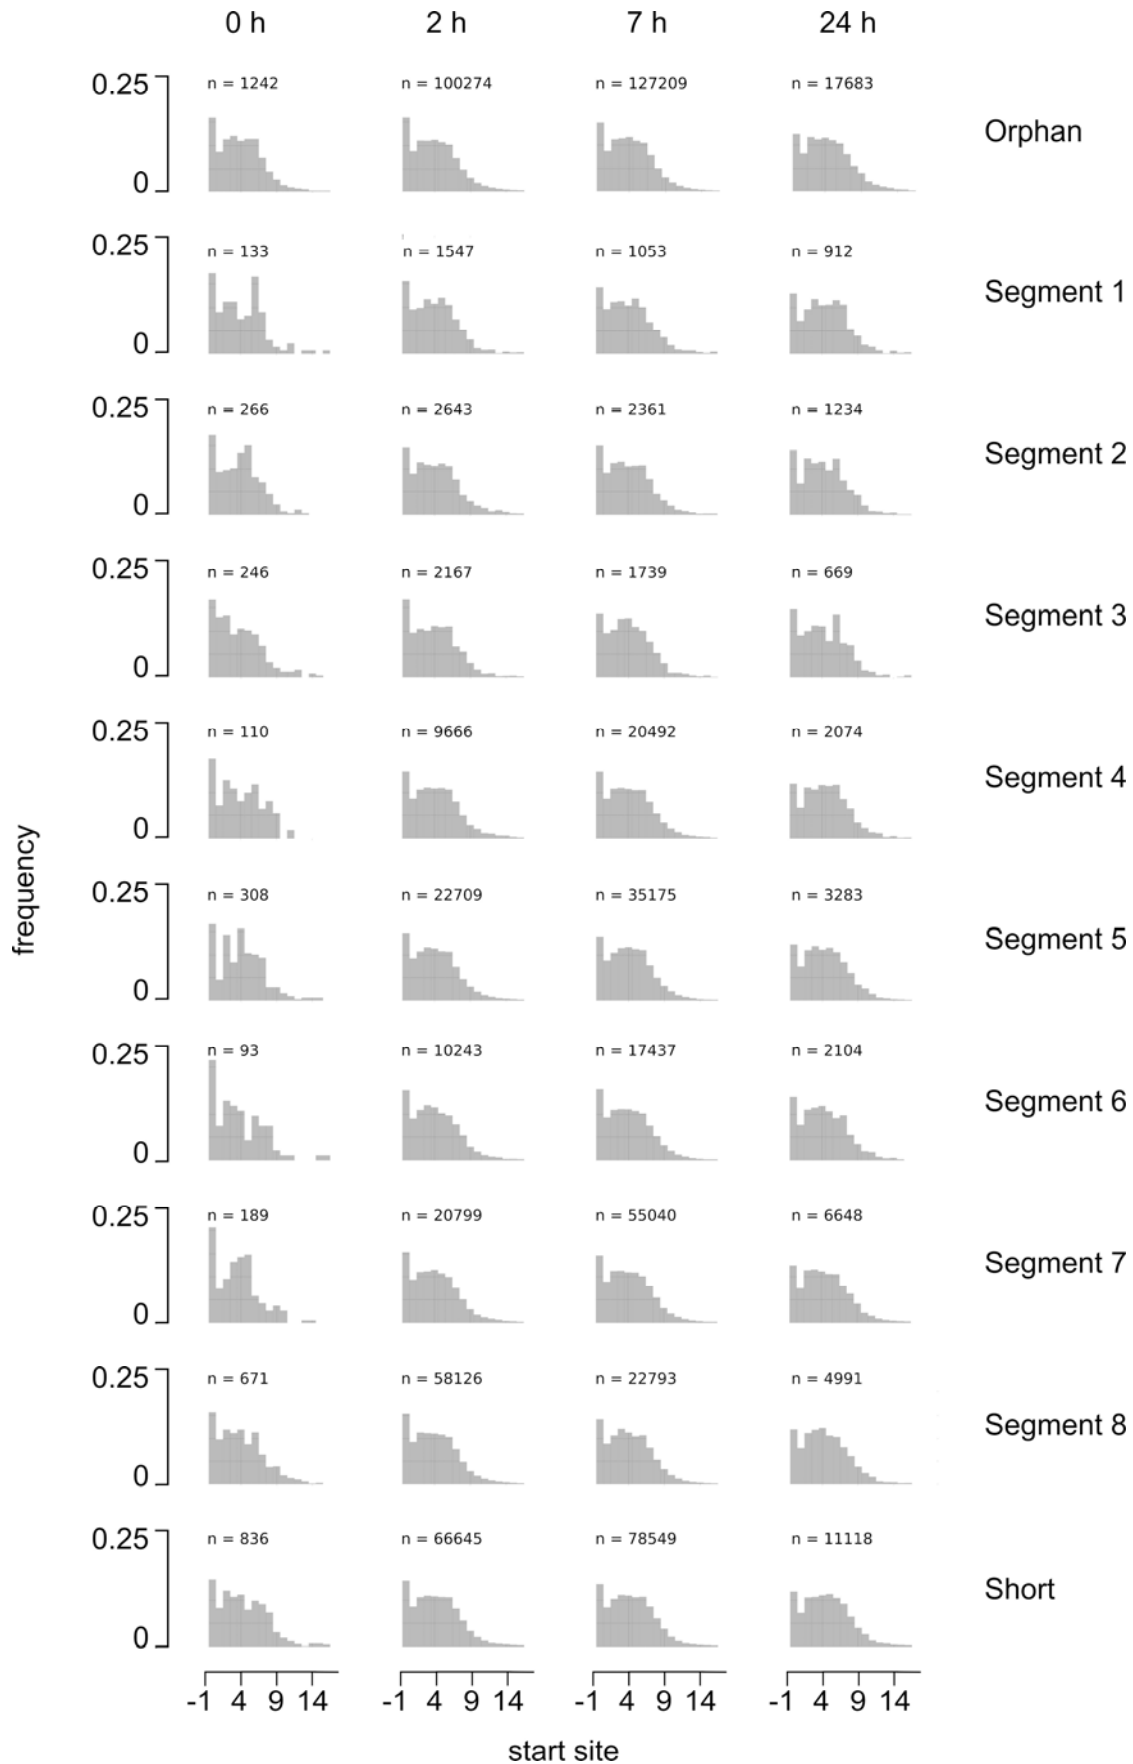 0 h 2 h 7 h 24 h
0.25 n = 1242 n = 100274 n = 127209 n = 17683
Orphan
0
0.25 n = 133 n = 1547 n = 1053 n = 912
Segment 1
0
0.25 n = 266 n = 2643 n = 2361 n = 1234
Segment 2
0
0.25 n = 246 n = 2167 n = 1739 n = 669
Segment 3
0
0.25 n = 110 n = 9666 n = 20492 n = 2074
Segment 4
0
frequency
0.25 n = 308 n = 22709 n = 35175 n = 3283
Segment 5
0
0.25 n = 93 n = 10243 n = 17437 n = 2104
Segment 6
0
0.25 n = 189 n = 20799 n = 55040 n = 6648
Segment 7
0
0.25 n = 671 n = 58126 n = 22793 n = 4991
Segment 8
0
0.25 n = 836 n = 66645 n = 78549 n = 11118
Short
0
-1 4 9 14 -1 4 9 14 -1 4 9 14 -1 4 9 14
start site